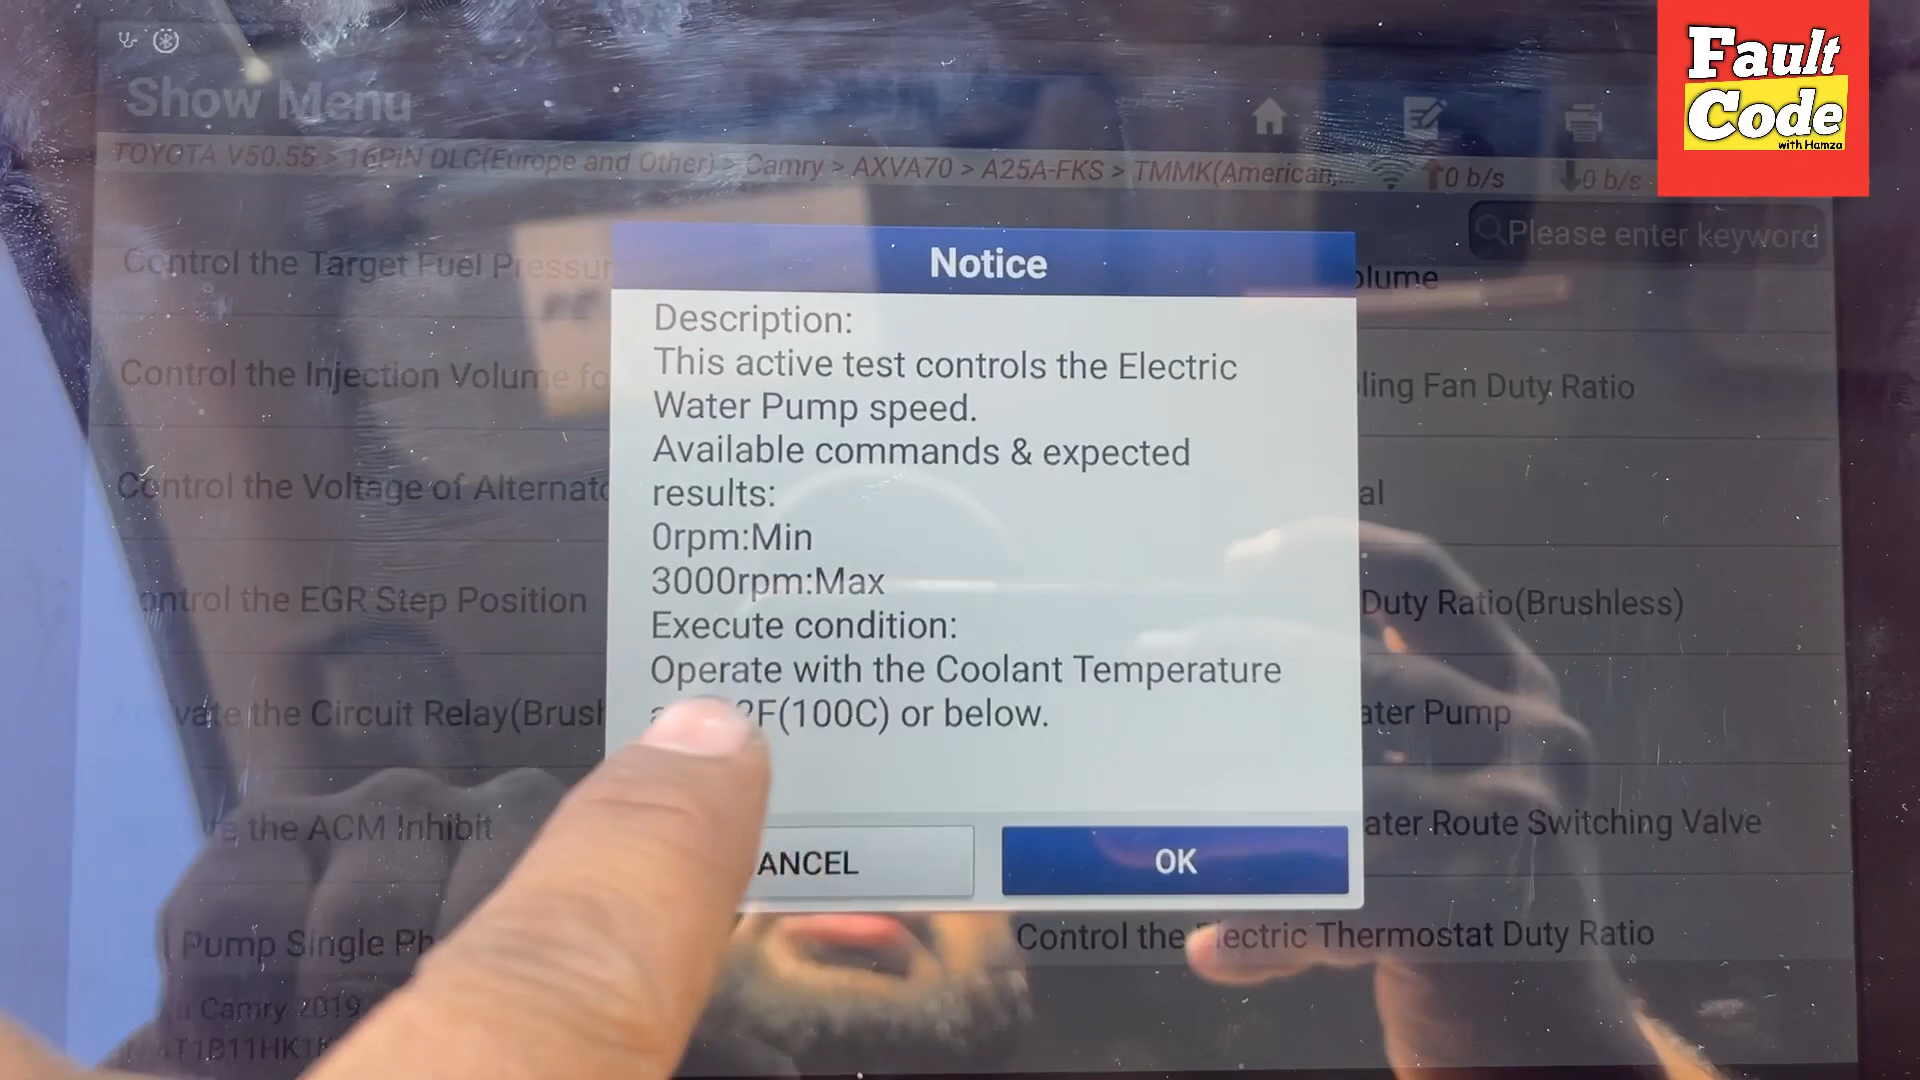 Fault
Code
with Hamza
Show Menu
TOYOTA V50.55 > 16PIN DLC(Europe and Other) > Camry > AXVA70 > A25A-FKS > TMMK(American,...
0 b/s
0 b/s
Please enter keyword
Control the Target Fuel Pressur
olume
Control the Injection Volume fo
ling Fan Duty Ratio
Control the Voltage of Alternato
al
ontrol the EGR Step Position
Duty Ratio(Brushless)
vate the Circuit Relay(Brush
ater Pump
the ACM Inhibit
ater Route Switching Valve
Pump Single Ph
Control the Electric Thermostat Duty Ratio
Camry 2019
Notice
Description:
This active test controls the Electric
Water Pump speed.
Available commands & expected
results:
0rpm:Min
3000rpm:Max
Execute condition:
Operate with the Coolant Temperature
2F(100C) or below.
ANCEL
OK